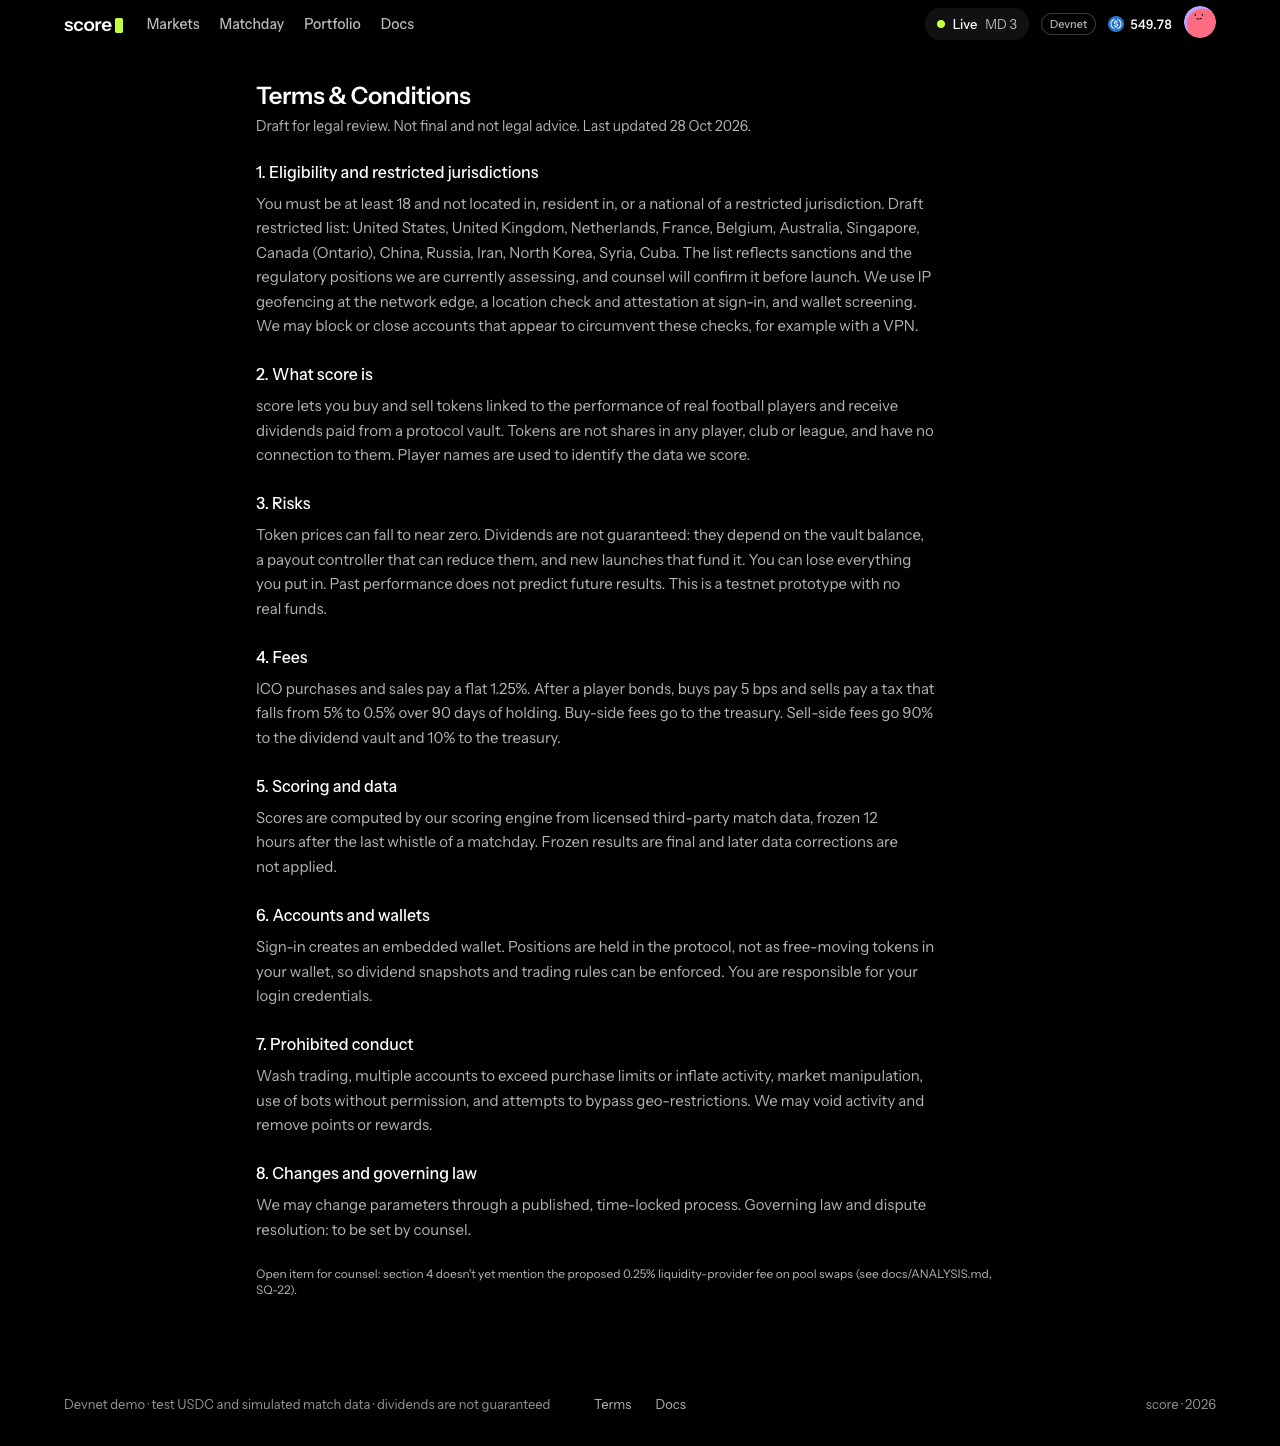 score
Markets
Matchday
Portfolio
Docs
Live MD 3
Devnet
549.78
Terms & Conditions
Draft for legal review. Not final and not legal advice. Last updated 28 Oct 2026.
1. Eligibility and restricted jurisdictions
You must be at least 18 and not located in, resident in, or a national of a restricted jurisdiction. Draft
restricted list: United States, United Kingdom, Netherlands, France, Belgium, Australia, Singapore,
Canada (Ontario), China, Russia, Iran, North Korea, Syria, Cuba. The list reflects sanctions and the
regulatory positions we are currently assessing, and counsel will confirm it before launch. We use IP
geofencing at the network edge, a location check and attestation at sign-in, and wallet screening.
We may block or close accounts that appear to circumvent these checks, for example with a VPN.
2. What score is
score lets you buy and sell tokens linked to the performance of real football players and receive
dividends paid from a protocol vault. Tokens are not shares in any player, club or league, and have no
connection to them. Player names are used to identify the data we score.
3. Risks
Token prices can fall to near zero. Dividends are not guaranteed: they depend on the vault balance,
a payout controller that can reduce them, and new launches that fund it. You can lose everything
you put in. Past performance does not predict future results. This is a testnet prototype with no
real funds.
4. Fees
ICO purchases and sales pay a flat 1.25%. After a player bonds, buys pay 5 bps and sells pay a tax that
falls from 5% to 0.5% over 90 days of holding. Buy-side fees go to the treasury. Sell-side fees go 90%
to the dividend vault and 10% to the treasury.
5. Scoring and data
Scores are computed by our scoring engine from licensed third-party match data, frozen 12
hours after the last whistle of a matchday. Frozen results are final and later data corrections are
not applied.
6. Accounts and wallets
Sign-in creates an embedded wallet. Positions are held in the protocol, not as free-moving tokens in
your wallet, so dividend snapshots and trading rules can be enforced. You are responsible for your
login credentials.
7. Prohibited conduct
Wash trading, multiple accounts to exceed purchase limits or inflate activity, market manipulation,
use of bots without permission, and attempts to bypass geo-restrictions. We may void activity and
remove points or rewards.
8. Changes and governing law
We may change parameters through a published, time-locked process. Governing law and dispute
resolution: to be set by counsel.
Open item for counsel: section 4 doesn't yet mention the proposed 0.25% liquidity-provider fee on pool swaps (see docs/ANALYSIS.md,
SQ-22).
Devnet demo · test USDC and simulated match data · dividends are not guaranteed
Terms
Docs
score · 2026